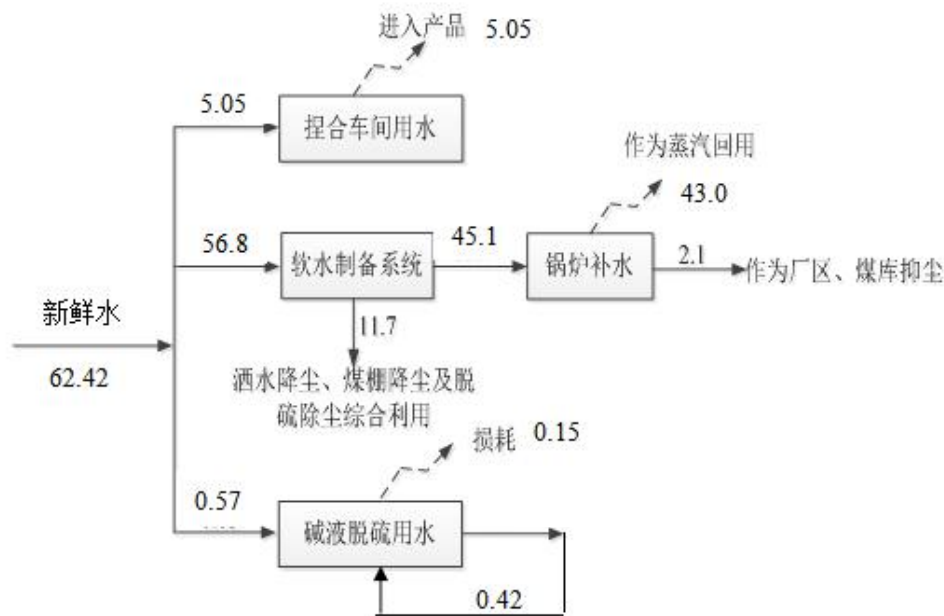 进入产品 5.05
5.05
捏合车间用水
作为蒸汽回用
43.0
56.8
软水制备系统
45.1
锅炉补水
2.1
作为厂区、煤库抑尘
新鲜水
62.42
11.7
洒水降尘、煤棚降尘及脱
硫除尘综合利用
损耗 0.15
0.57
碱液脱硫用水
0.42